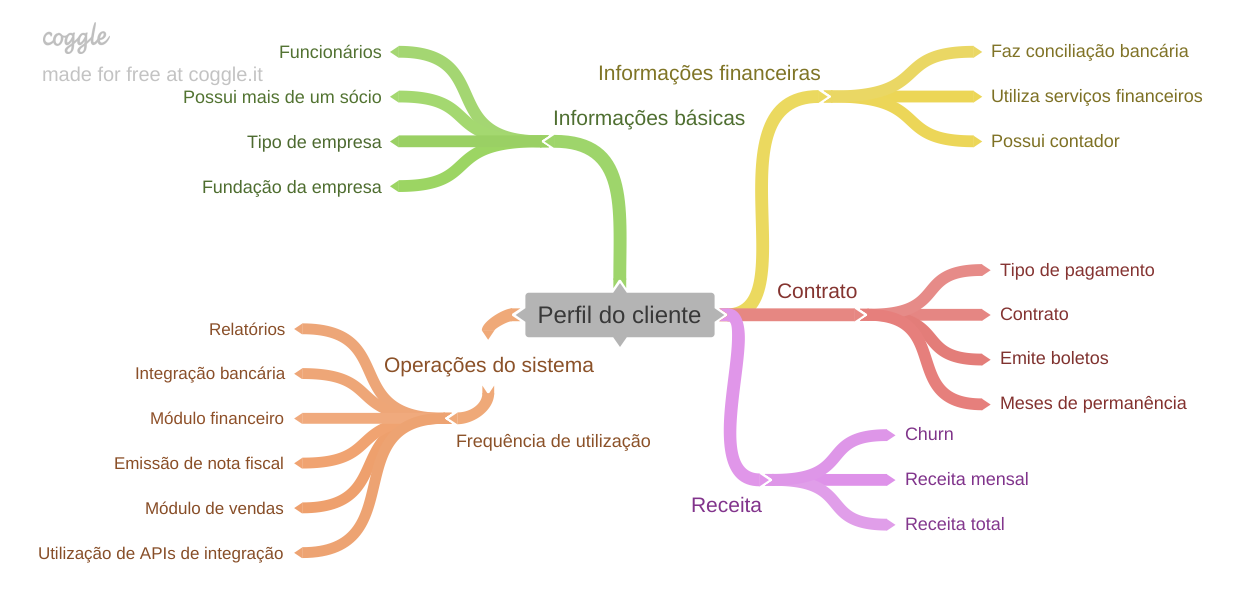 coggle
made for free at coggle.it
Funcionários
Possui mais de um sócio
Tipo de empresa
Fundação da empresa
Informações básicas
Informações financeiras
Faz conciliação bancária
Utiliza serviços financeiros
Possui contador
Perfil do cliente
Contrato
Tipo de pagamento
Contrato
Emite boletos
Meses de permanência
Operações do sistema
Frequência de utilização
Relatórios
Integração bancária
Módulo financeiro
Emissão de nota fiscal
Módulo de vendas
Utilização de APIs de integração
Receita
Churn
Receita mensal
Receita total